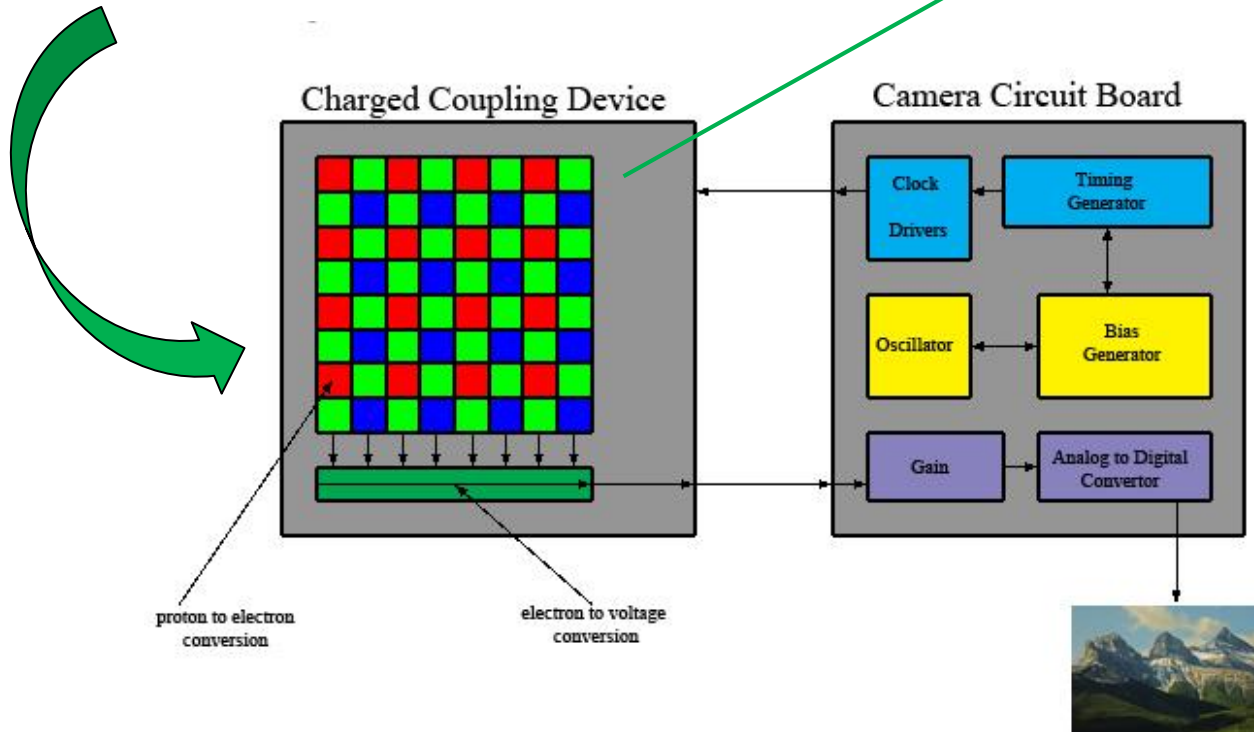 Charged Coupling Device
Camera Circuit Board
Clock
Drivers
Timing
Generator
Oscillator
Bias
Generator
Gain
Analog to Digital
Convertor
proton to electron
conversion
electron to voltage
conversion